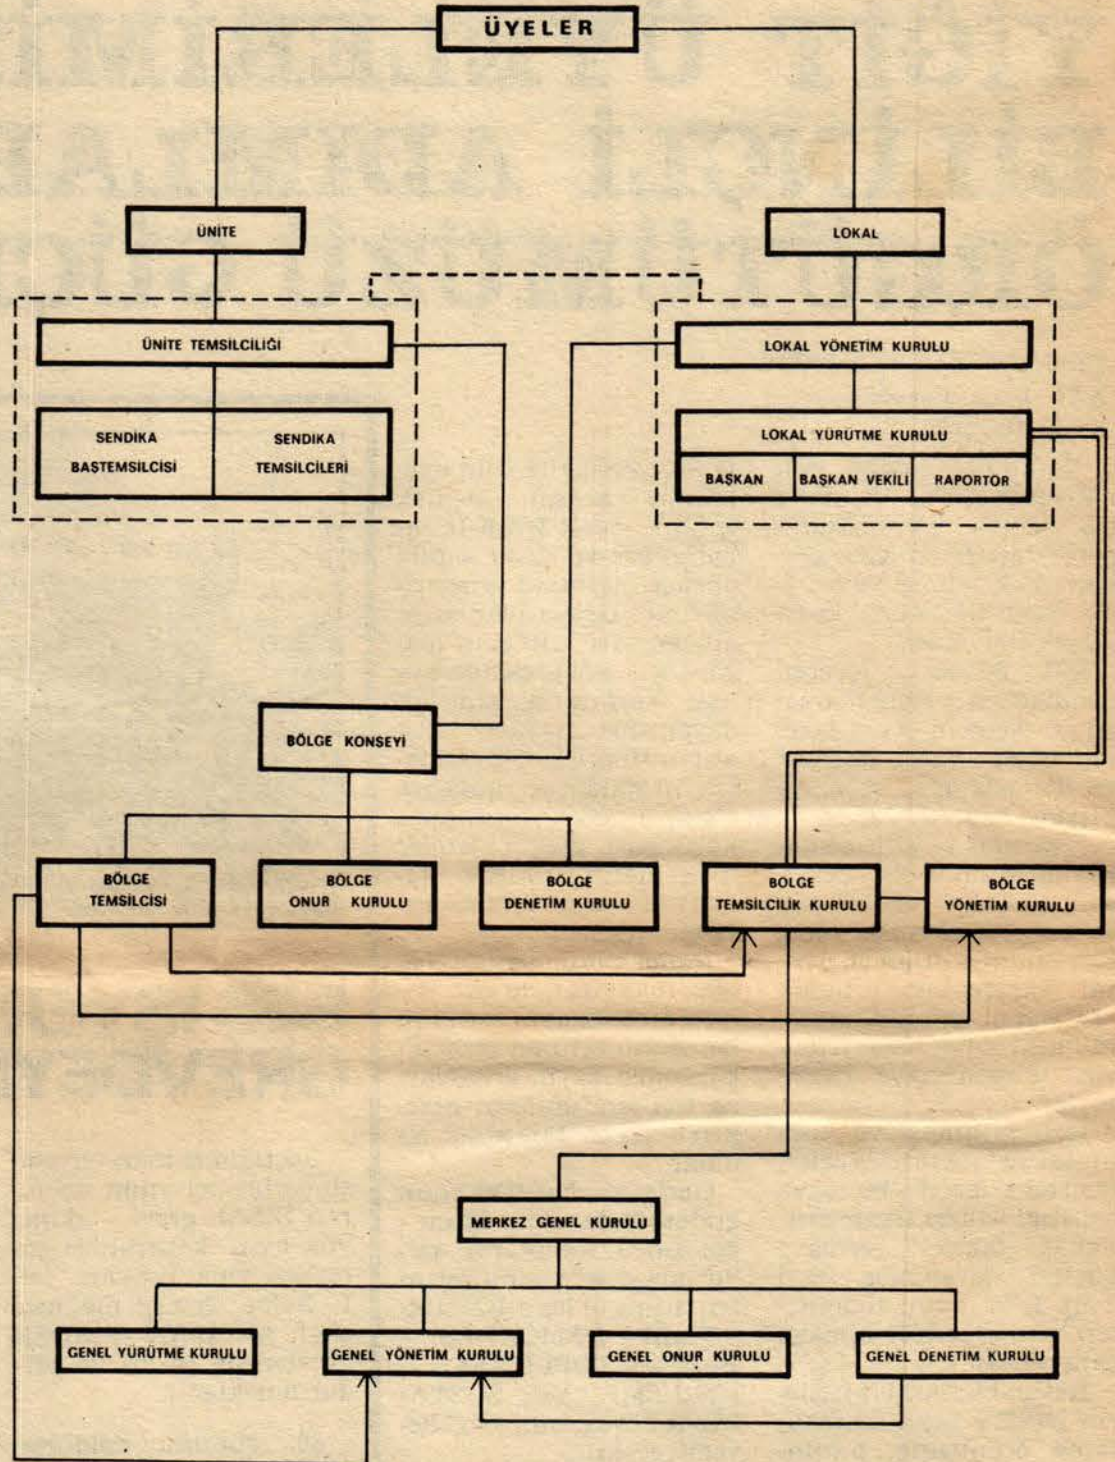 ÜYELER
ÜNİTE
LOKAL
ÜNİTE TEMSİLCİLİĞİ
LOKAL YÖNETİM KURULU
SENDİKA
BAŞTEMSİLCİSİ
SENDİKA
TEMSİLCİLERİ
LOKAL YÜRÜTME KURULU
BAŞKAN
BAŞKAN VEKİLİ
RAPORTÖR
BÖLGE KONSEYİ
BÖLGE
TEMSİLCİSİ
BÖLGE
ONUR KURULU
BÖLGE
DENETİM KURULU
BÖLGE
TEMSİLCİLİK KURULU
BÖLGE
YÖNETİM KURULU
MERKEZ GENEL KURULU
GENEL YÜRÜTME KURULU
GENEL YÖNETİM KURULU
GENEL ONUR KURULU
GENEL DENETİM KURULU